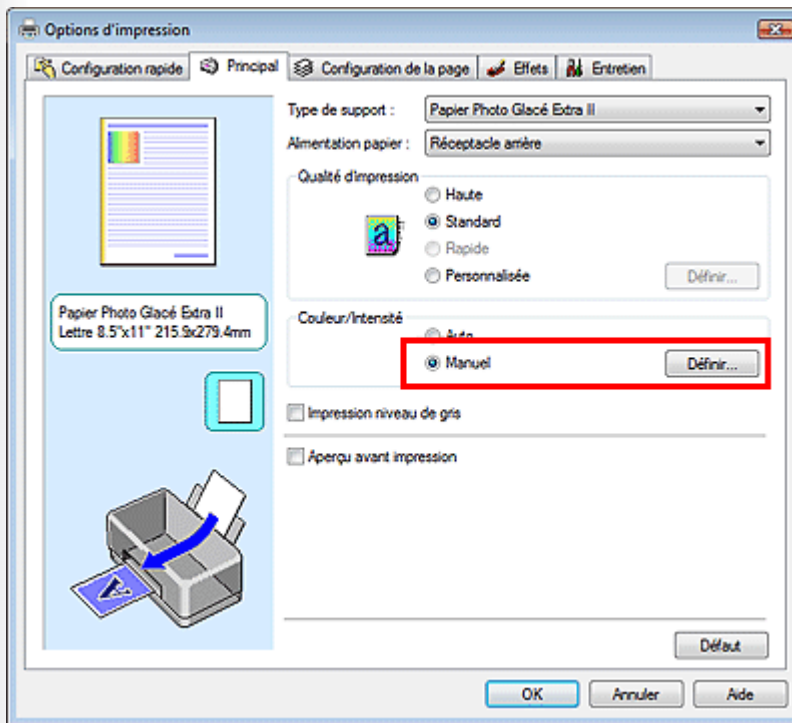 Options d'impression
Configuration rapide Principal Configuration de la page Effets Entretien
Type de support : Papier Photo Glacé Extra II
Alimentation papier : Réceptacle arrière
Qualité d'impression
Haute
Standard
Rapide
Personnalisée Définir...
Papier Photo Glacé Extra II
Lettre 8.5"x11" 215.9x279.4mm
Couleur/Intensité
Auto
Manuel Définir...
Impression niveau de gris
Aperçu avant impression
Défaut
OK Annuler Aide